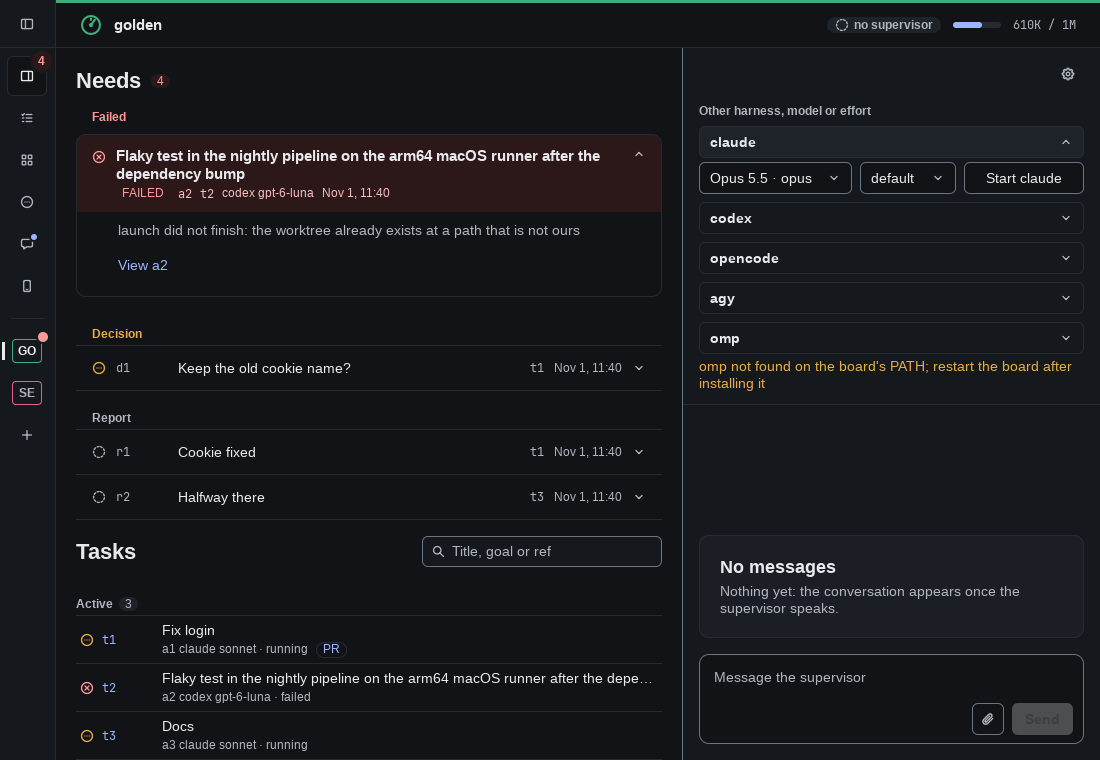 golden
no supervisor
610K / 1M
4
GO
SE
Needs 4
Failed
Flaky test in the nightly pipeline on the arm64 macOS runner after the
dependency bump
FAILED a2 t2 codex gpt-6-luna Nov 1, 11:40
launch did not finish: the worktree already exists at a path that is not ours
View a2
Decision
d1 Keep the old cookie name? t1 Nov 1, 11:40
Report
r1 Cookie fixed t1 Nov 1, 11:40
r2 Halfway there t3 Nov 1, 11:40
Tasks
Title, goal or ref
Active 3
t1 Fix login
a1 claude sonnet · running PR
t2 Flaky test in the nightly pipeline on the arm64 macOS runner after the depe…
a2 codex gpt-6-luna · failed
t3 Docs
a3 claude sonnet · running
Other harness, model or effort
claude
Opus 5.5 · opus
default
Start claude
codex
opencode
agy
omp
omp not found on the board's PATH; restart the board after
installing it
No messages
Nothing yet: the conversation appears once the
supervisor speaks.
Message the supervisor
Send